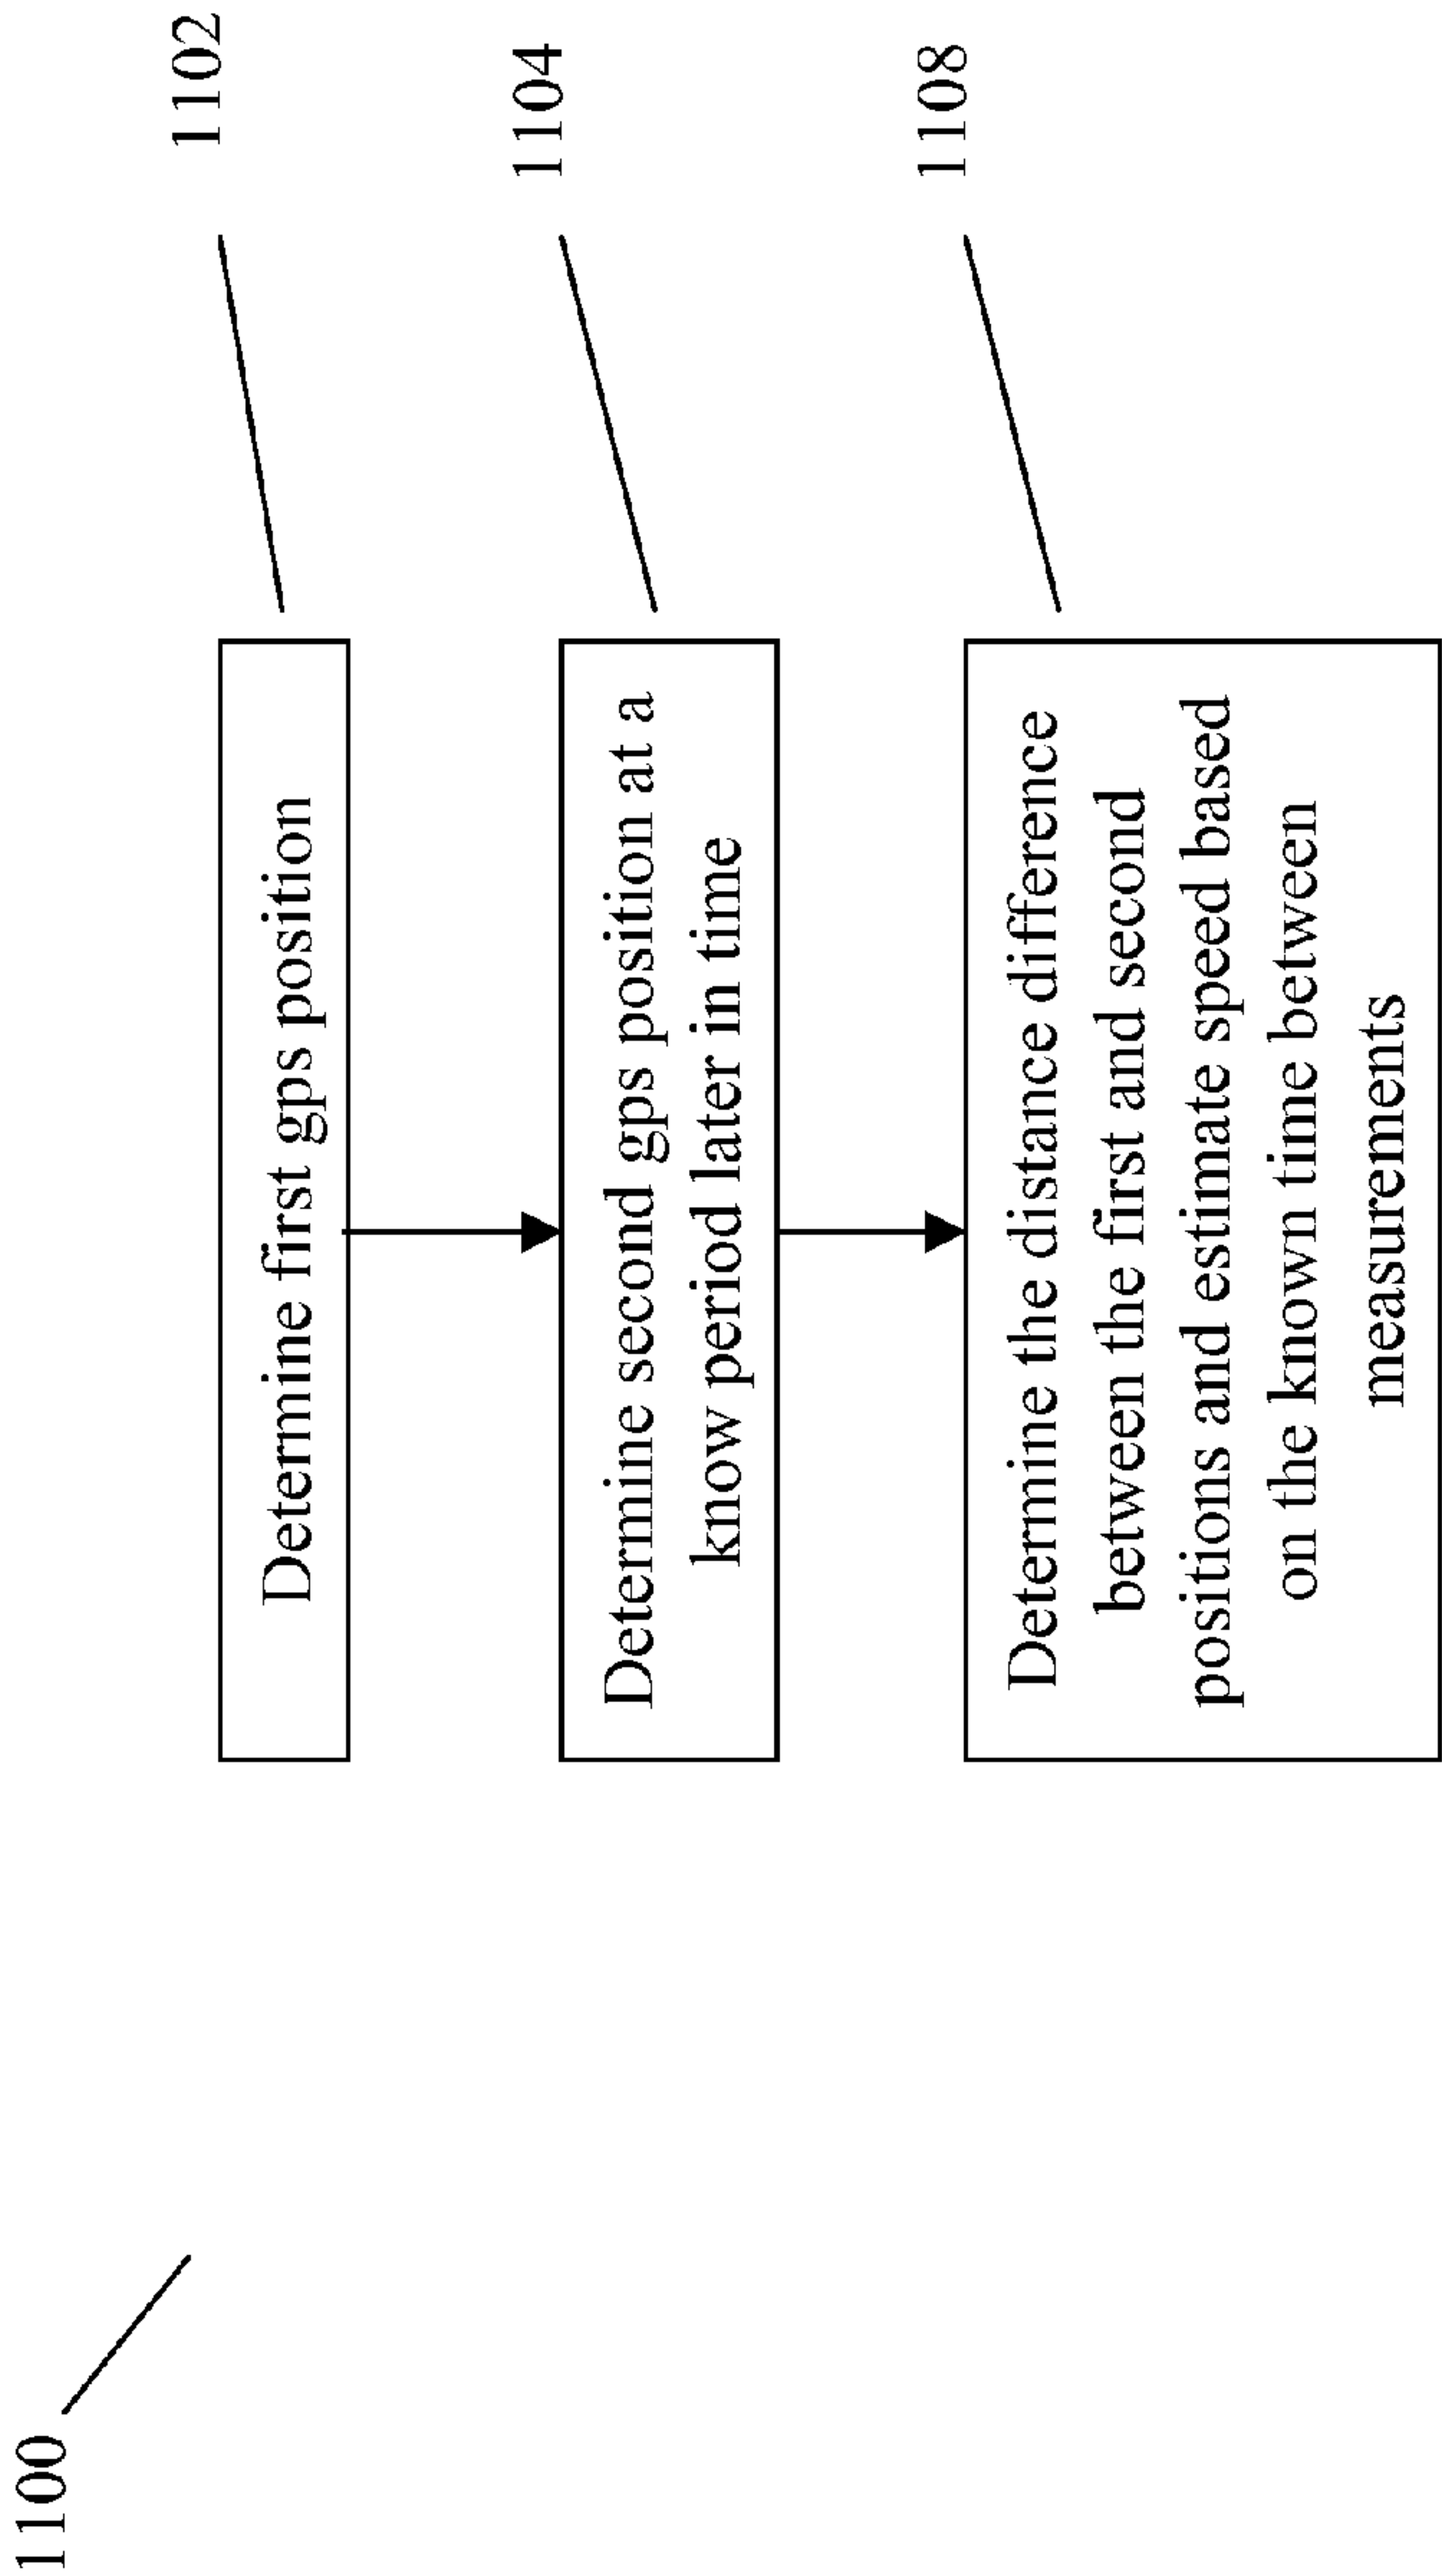 1100
Determine first gps position
1102
Determine second gps position at a
know period later in time
1104
Determine the distance difference
between the first and second
positions and estimate speed based
on the known time between
measurements
1108